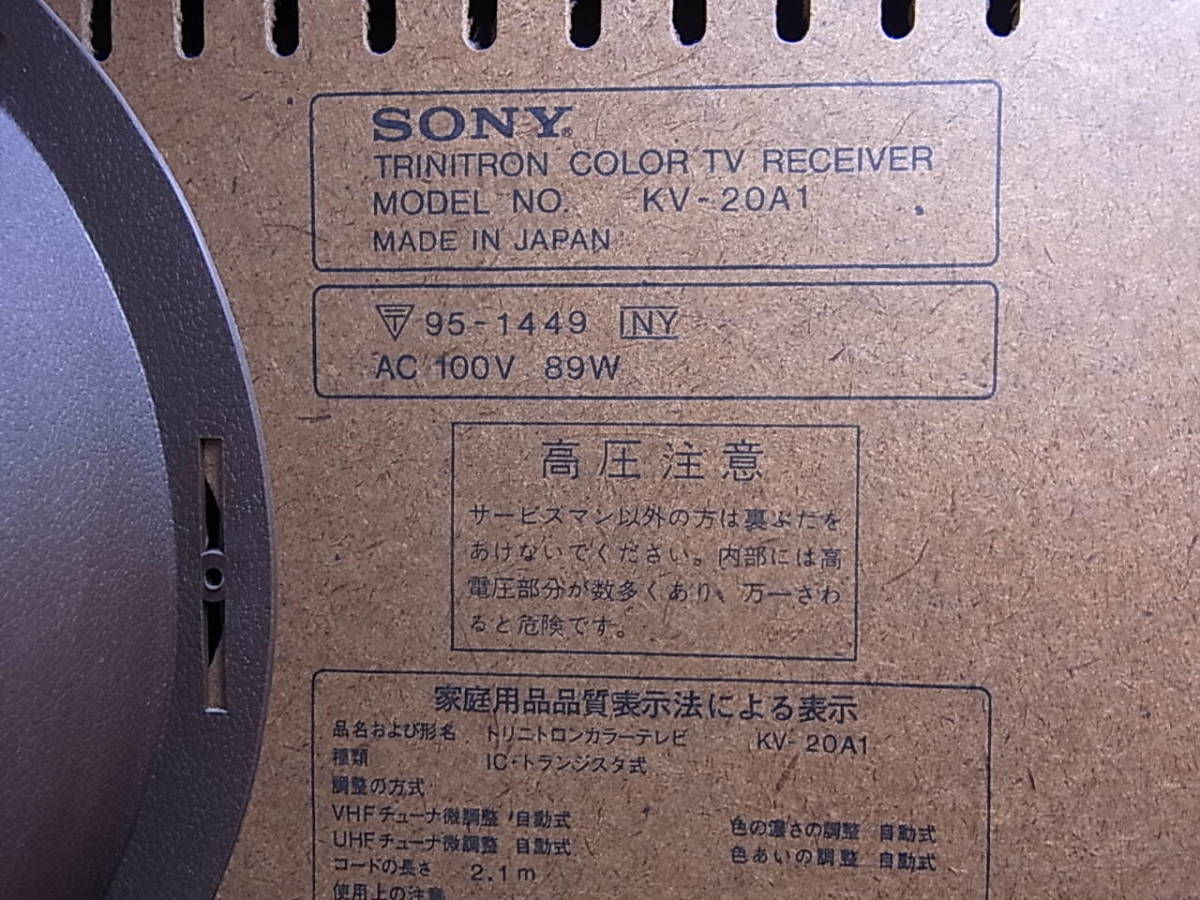 SONY®
TRINITRON COLOR TV RECEIVER
MODEL NO. KV-20A1
MADE IN JAPAN
95-1449 NY
AC 100V 89W
高圧注意
サービスマン以外の方は裏ぶたを
あけないでください。内部には高
電圧部分が数多くあり、万一さわ
ると危険です。
家庭用品品質表示法による表示
品名および形名 トリニトロンカラーテレビ KV-20A1
種類 IC・トランジスタ式
調整の方式
VHFチューナ微調整 自動式 色の濃さの調整 自動式
UHFチューナ微調整 自動式 色あいの調整 自動式
コードの長さ 2.1m
使用上の注意